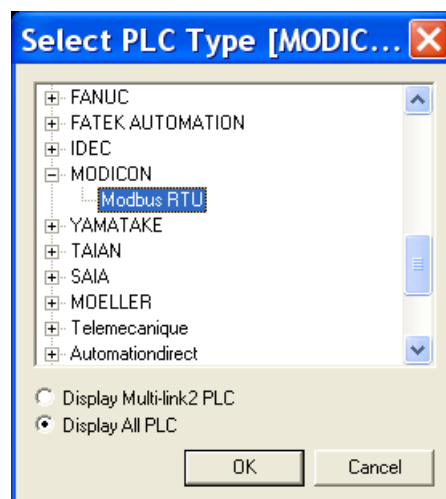 Select PLC Type [MODIC...
FANUC
FATEK AUTOMATION
IDEC
MODICON
Modbus RTU
YAMATAKE
TAIAN
SAIA
MOELLER
Telemecanique
Automationdirect
Display Multi-link2 PLC
Display All PLC
OK
Cancel